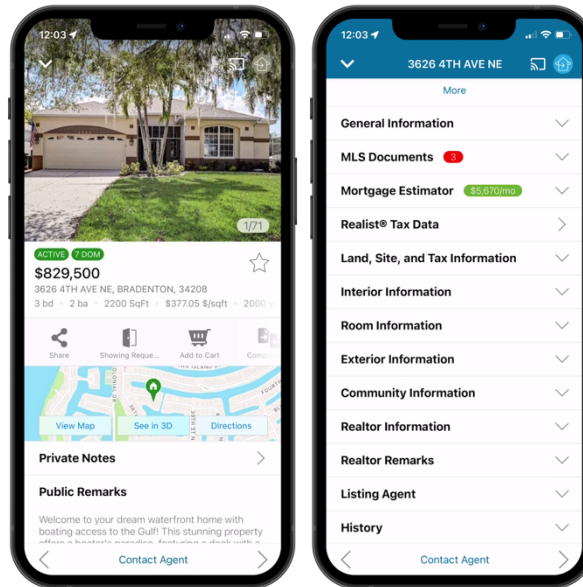 12:03
1/71
ACTIVE 7 DOM
$829,500
3626 4TH AVE NE, BRADENTON, 34208
3 bd 2 ba 2200 SqFt $377.05 $/sqft 2000
Share Showing Reque... Add to Cart
View Map See in 3D Directions
Private Notes
Public Remarks
Welcome to your dream waterfront home with
boating access to the Gulf! This stunning property
Contact Agent
12:03
3626 4TH AVE NE
More
General Information
MLS Documents 3
Mortgage Estimator $5,670/mo
Realist® Tax Data
Land, Site, and Tax Information
Interior Information
Room Information
Exterior Information
Community Information
Realtor Information
Realtor Remarks
Listing Agent
History
Contact Agent